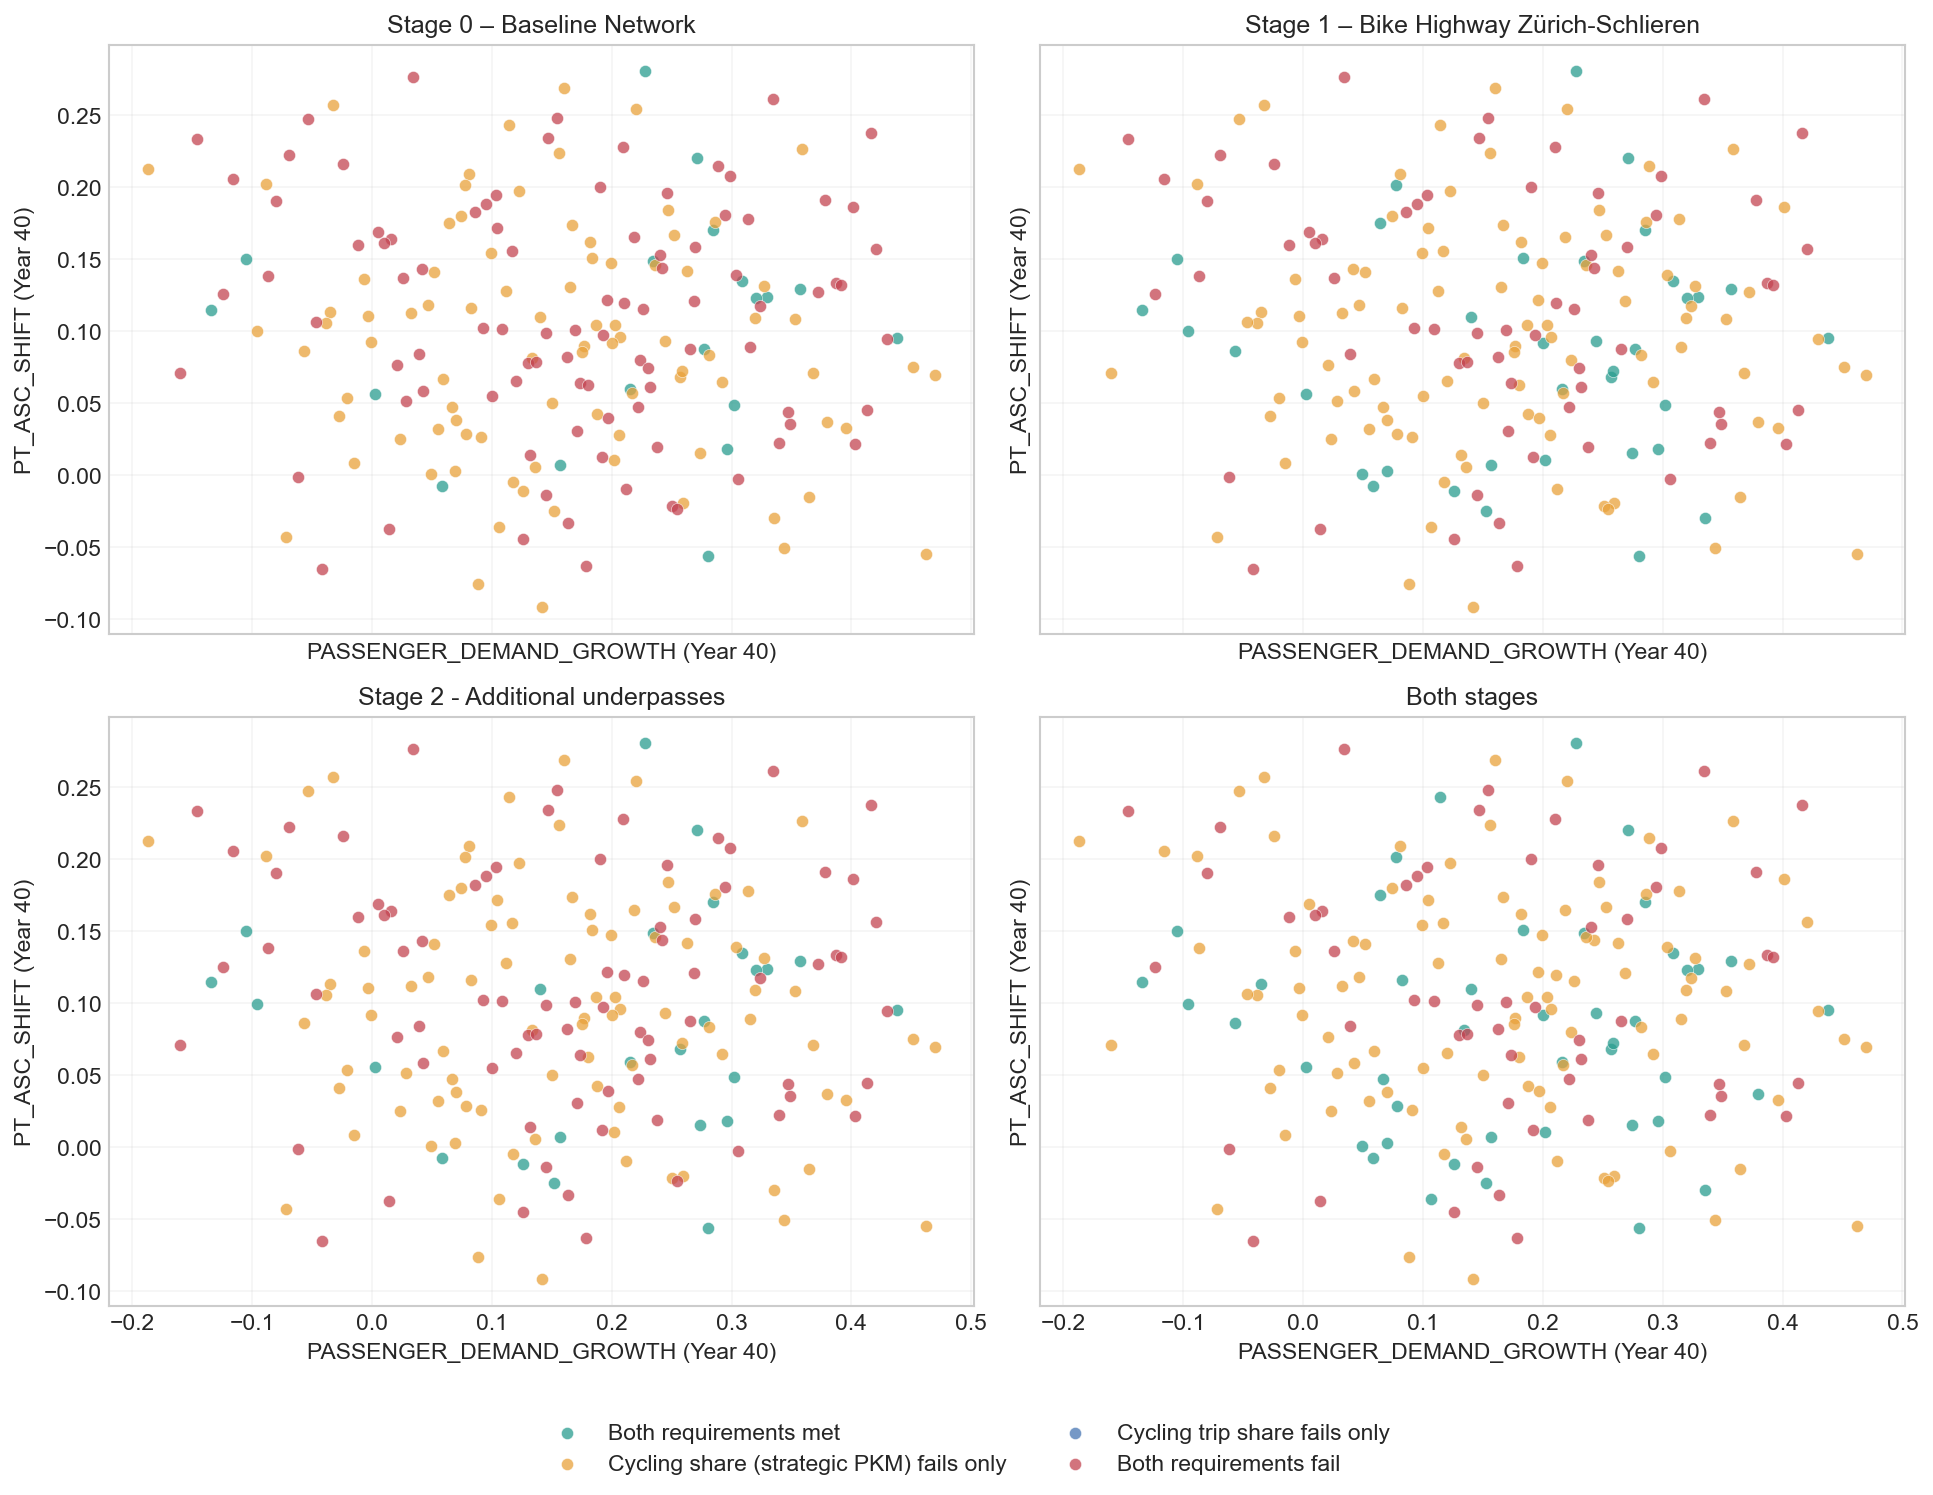 Stage 0 – Baseline Network
Stage 1 – Bike Highway Zürich-Schlieren
PT_ASC_SHIFT (Year 40)
0.25
0.20
0.15
0.10
0.05
0.00
−0.05
−0.10
PT_ASC_SHIFT (Year 40)
PASSENGER_DEMAND_GROWTH (Year 40)
PASSENGER_DEMAND_GROWTH (Year 40)
Stage 2 - Additional underpasses
Both stages
PT_ASC_SHIFT (Year 40)
0.25
0.20
0.15
0.10
0.05
0.00
−0.05
−0.10
PT_ASC_SHIFT (Year 40)
−0.2 −0.1 0.0 0.1 0.2 0.3 0.4 0.5
−0.2 −0.1 0.0 0.1 0.2 0.3 0.4 0.5
PASSENGER_DEMAND_GROWTH (Year 40)
PASSENGER_DEMAND_GROWTH (Year 40)
Both requirements met
Cycling share (strategic PKM) fails only
Cycling trip share fails only
Both requirements fail